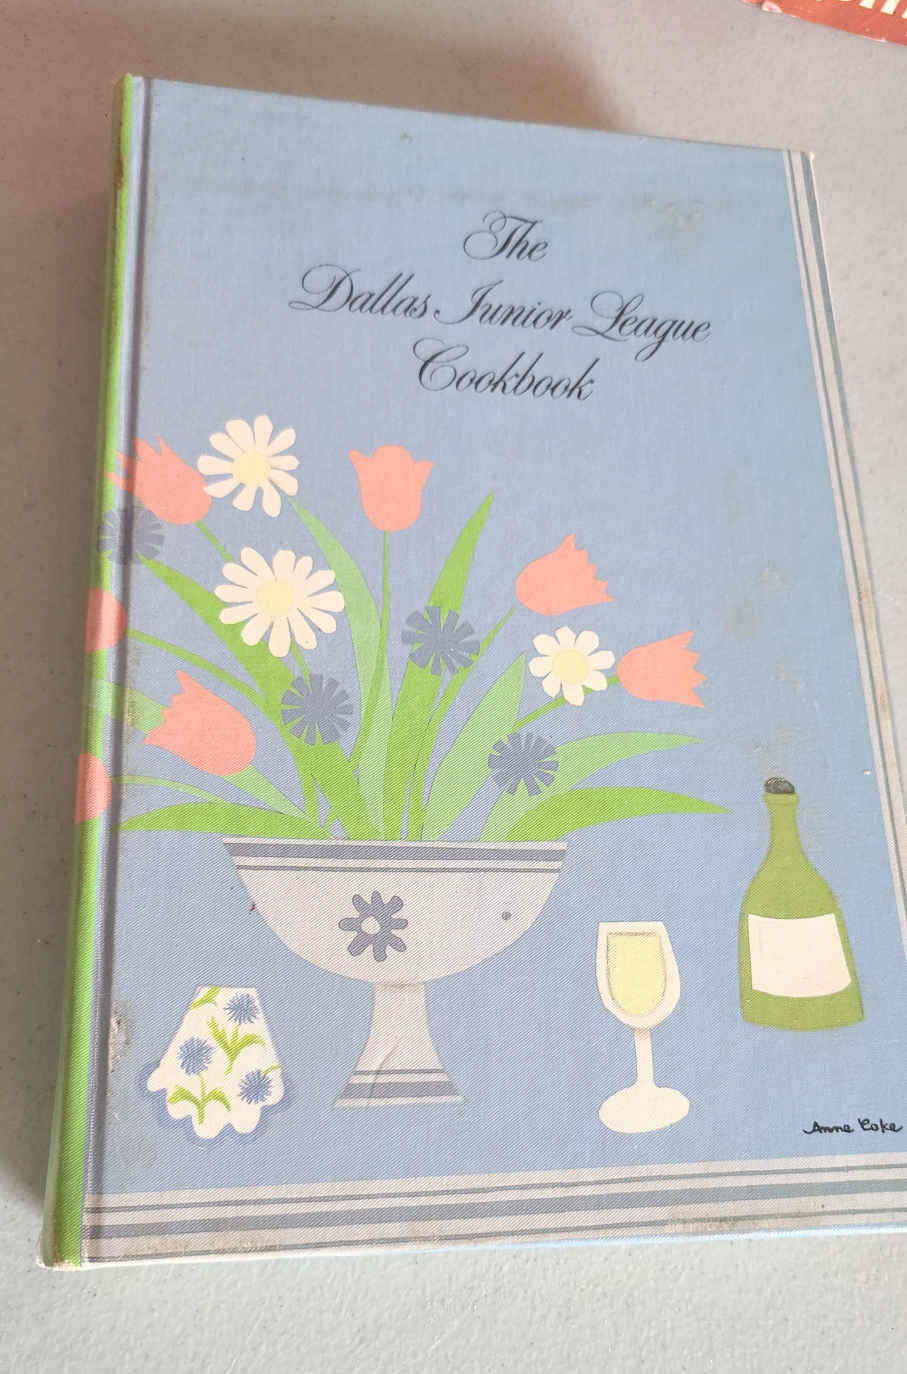 The
Dallas Junior League
Cookbook
Anne Coke